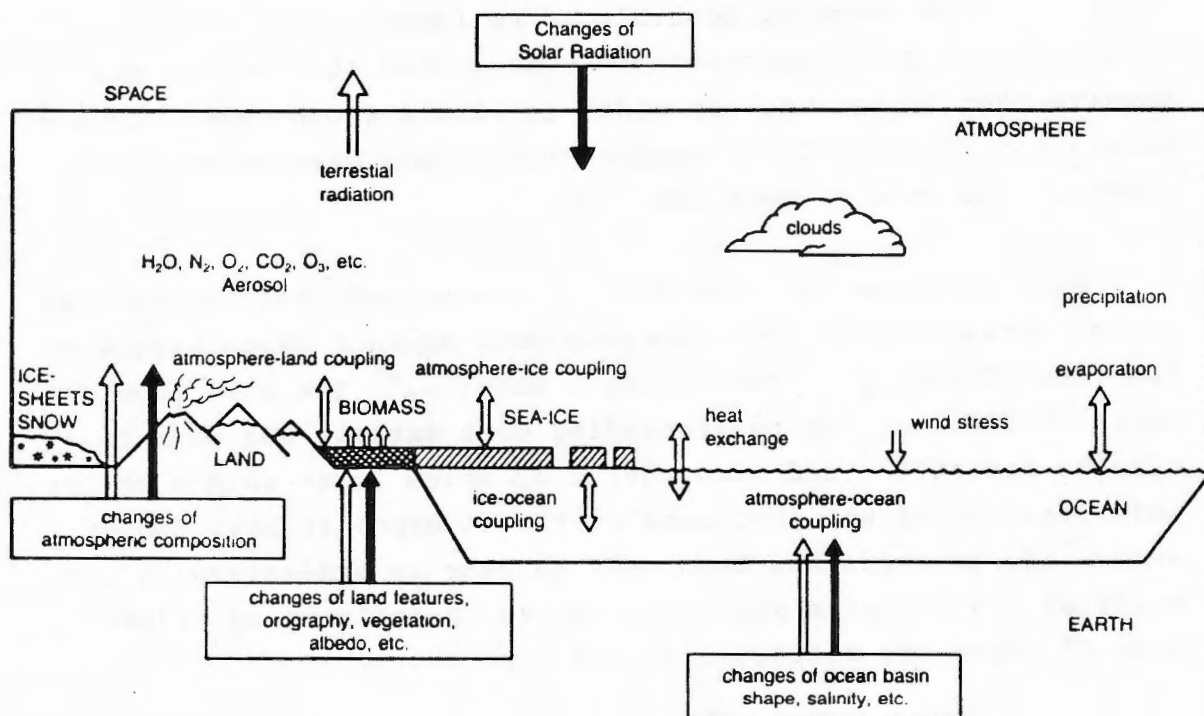 Changes of
Solar Radiation
SPACE
ATMOSPHERE
terrestial
radiation
clouds
H₂O, N₂, O₂, CO₂, O₃, etc.
Aerosol
precipitation
atmosphere-land coupling
atmosphere-ice coupling
evaporation
ICE-
SHEETS
SNOW
BIOMASS
SEA-ICE
heat
exchange
wind stress
LAND
ice-ocean
coupling
atmosphere-ocean
coupling
OCEAN
changes of
atmospheric composition
changes of land features,
orography, vegetation,
albedo, etc.
EARTH
changes of ocean basin
shape, salinity, etc.